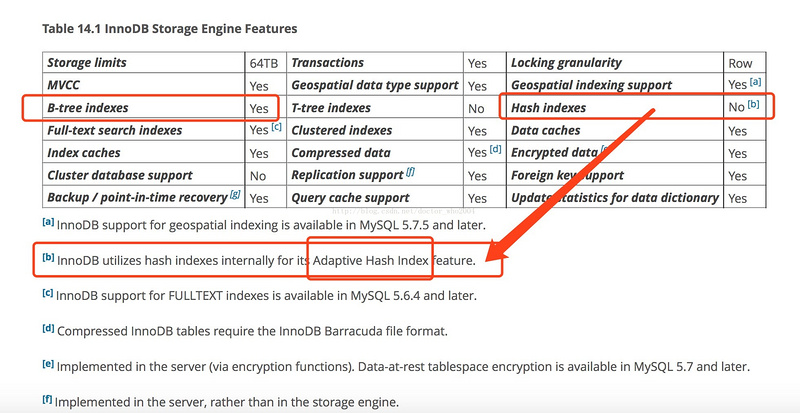 Table 14.1 InnoDB Storage Engine Features
Storage limits 64TB Transactions Yes Locking granularity Row
MVCC Yes Geospatial data type support Yes Geospatial indexing support Yes [a]
B-tree indexes Yes T-tree indexes No Hash indexes No [b]
Full-text search indexes Yes [c] Clustered indexes Yes Data caches Yes
Index caches Yes Compressed data Yes [d] Encrypted data Yes
Cluster database support No Replication support [f] Yes Foreign key support Yes
Backup / point-in-time recovery [g] Yes Query cache support Yes Update statistics for data dictionary Yes
[a] InnoDB support for geospatial indexing is available in MySQL 5.7.5 and later.
[b] InnoDB utilizes hash indexes internally for its Adaptive Hash Index feature.
[c] InnoDB support for FULLTEXT indexes is available in MySQL 5.6.4 and later.
[d] Compressed InnoDB tables require the InnoDB Barracuda file format.
[e] Implemented in the server (via encryption functions). Data-at-rest tablespace encryption is available in MySQL 5.7 and later.
[f] Implemented in the server, rather than in the storage engine.